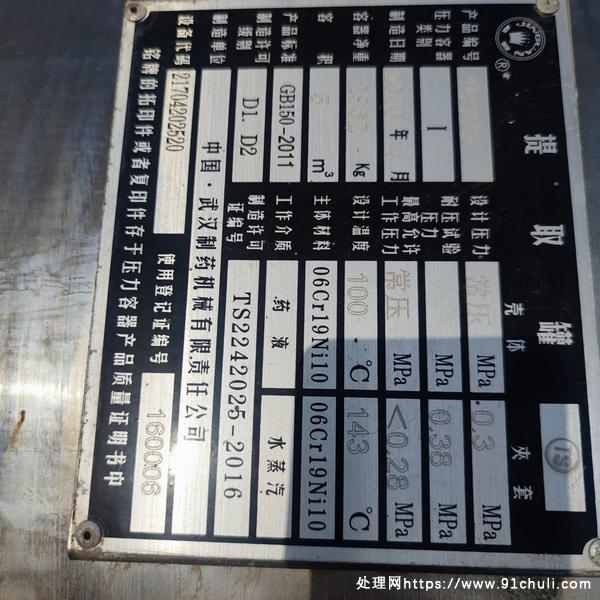 JINGGU
®
提取罐
TS
壳体 夹套
产品编号
设计压力 常压 MPa 0.3 MPa
压力容器类别 I
耐压试验压力 MPa 0.38 MPa
制造日期 年 月
最高允许工作压力 常压 MPa <0.28 MPa
容器净重 Kg
设计温度 100 ℃ 143 ℃
容积 5 m³
主体材料 06Cr19Ni10 06Cr19Ni10
产品标准 GB150-2011
工作介质 药液 水蒸汽
制造许可级别 D1. D2
制造许可证编号 TS2242025-2016
制造单位 中国·武汉制药机械有限责任公司
设备代码 21704202520
使用登记证编号 160006
铭牌的拓印件或者复印件存于压力容器产品质量证明书中
处理网https://www.91chuli.com/